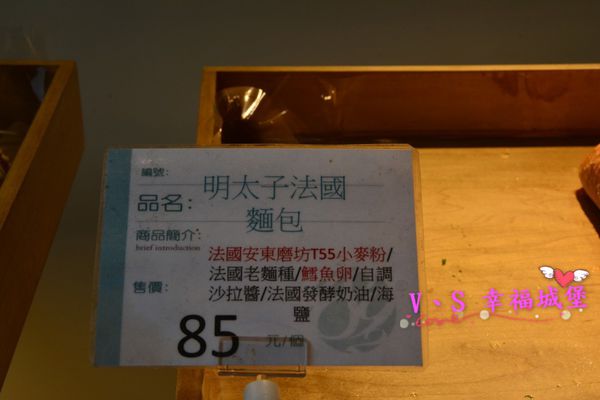 編號:
品名: 明太子法國
麵包
商品簡介:
brief introduction
法國安東磨坊T55小麥粉/
法國老麵種/鱈魚卵/自調
沙拉醬/法國發酵奶油/海
鹽
售價:
85 元/個
V、S 幸福城堡